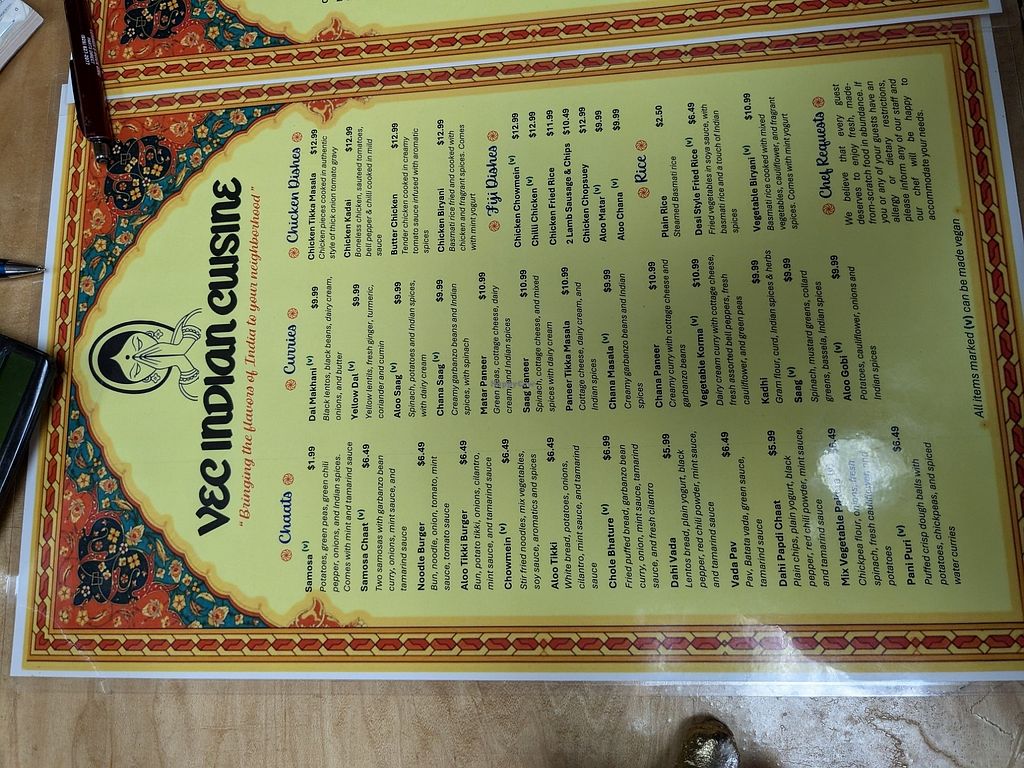 VEC INDIAN CUISINE
"Bringing the flavors of India to your neighborhood"
Chaats
Samosa (v) $1.99
Potatoes, green peas, green chili
pepper, onions, and Indian spices.
Comes with mint and tamarind sauce
Samosa Chaat (v) $6.49
Two samosas with garbanzo bean
curry, onions, mint sauce, and
tamarind sauce
Noodle Burger $6.49
Bun, noodle, onion, tomato, mint
sauce, tomato sauce
Aloo Tikki Burger $6.49
Bun, potato tikki, onions, cilantro,
mint sauce, and tamarind sauce
Chowmein (v) $6.49
Stir fried noodles, mix vegetables,
soy sauce, aromatics and spices
Aloo Tikki $6.49
White bread, potatoes, onions,
cilantro, mint sauce, and tamarind
sauce
Chole Bhature (v) $6.99
Fried puffed bread, garbanzo bean
curry, onion, mint sauce, tamarind
sauce, and fresh cilantro
Dahi Vada $5.99
Lentos bread, plain yogurt, black
pepper, red chili powder, mint sauce,
and tamarind sauce
Vada Pav $6.49
Pav, Batata vada, green sauce,
tamarind sauce
Dahi Papdi Chaat $5.99
Plain chips, plain yogurt, black
pepper, red chili powder, mint sauce,
and tamarind sauce
Mix Vegetable $6.49
Chickpea flour, onions, fresh
spinach, fresh
potatoes
Pani Puri (v) $6.49
Puffed crisp dough balls with
potatoes, chickpeas, and spiced
water curries
Curries
Dal Makhani (v) $9.99
Black lentos, black beans, dairy cream,
onions, and butter
Yellow Dal (v) $9.99
Yellow lentils, fresh ginger, turmeric,
coriander and cumin
Aloo Saag (v) $9.99
Spinach, potatoes and Indian spices,
with dairy cream
Chana Saag (v) $9.99
Creamy garbanzo beans and Indian
spices, with spinach
Matar Paneer $10.99
Green peas, cottage cheese, dairy
cream, and Indian spices
Saag Paneer $10.99
Spinach, cottage cheese, and mixed
spices with dairy cream
Paneer Tikka Masala $10.99
Cottage cheese, dairy cream, and
Indian spices
Chana Masala (v) $9.99
Creamy garbanzo beans and Indian
spices
Chana Paneer $10.99
Creamy curry with cottage cheese and
garbanzo beans
Vegetable Korma (v) $10.99
Dairy cream curry with cottage cheese,
fresh assorted bell peppers, fresh
cauliflower, and green peas
Kadhi $9.99
Gram flour, curd, Indian spices & herbs
Saag (v) $9.99
Spinach, mustard greens, collard
greens, bassela, Indian spices
Aloo Gobi (v) $9.99
Potatoes, cauliflower, onions and
Indian spices
Chicken Dishes
Chicken Tikka Masala $12.99
Chicken pieces cooked in authentic
style of thick onion tomato gravy
Chicken Kadai $12.99
Boneless chicken, sauteed tomatoes,
bell pepper & chilli cooked in mild
sauce
Butter Chicken $12.99
Tender chicken cooked in creamy
tomato sauce infused with aromatic
spices
Chicken Biryani $12.99
Basmati rice fried and cooked with
chicken and fragrant spices. Comes
with mint yogurt
Fiji Dishes
Chicken Chowmein (v) $12.99
Chilli Chicken (v) $12.99
Chicken Fried Rice $11.99
2 Lamb Sausage & Chips $10.49
Chicken Chopsuey $12.99
Aloo Matar (v) $9.99
Aloo Chana (v) $9.99
Rice
Plain Rice $2.50
Steamed Basmati rice
Desi Style Fried Rice (v) $6.49
Fried vegetables in soya sauce, with
basmati rice and a touch of Indian
spices
Vegetable Biryani (v) $10.99
Basmati rice cooked with mixed
vegetables, cauliflower, and fragrant
spices. Comes with mint yogurt
Chef Requests
We believe that every guest
deserves to enjoy fresh, made-
from-scratch food in abundance. If
you or any of your guests have an
allergy or dietary restrictions,
please inform any of our staff and
our chef will be happy to
accommodate your needs.
All items marked (v) can be made vegan